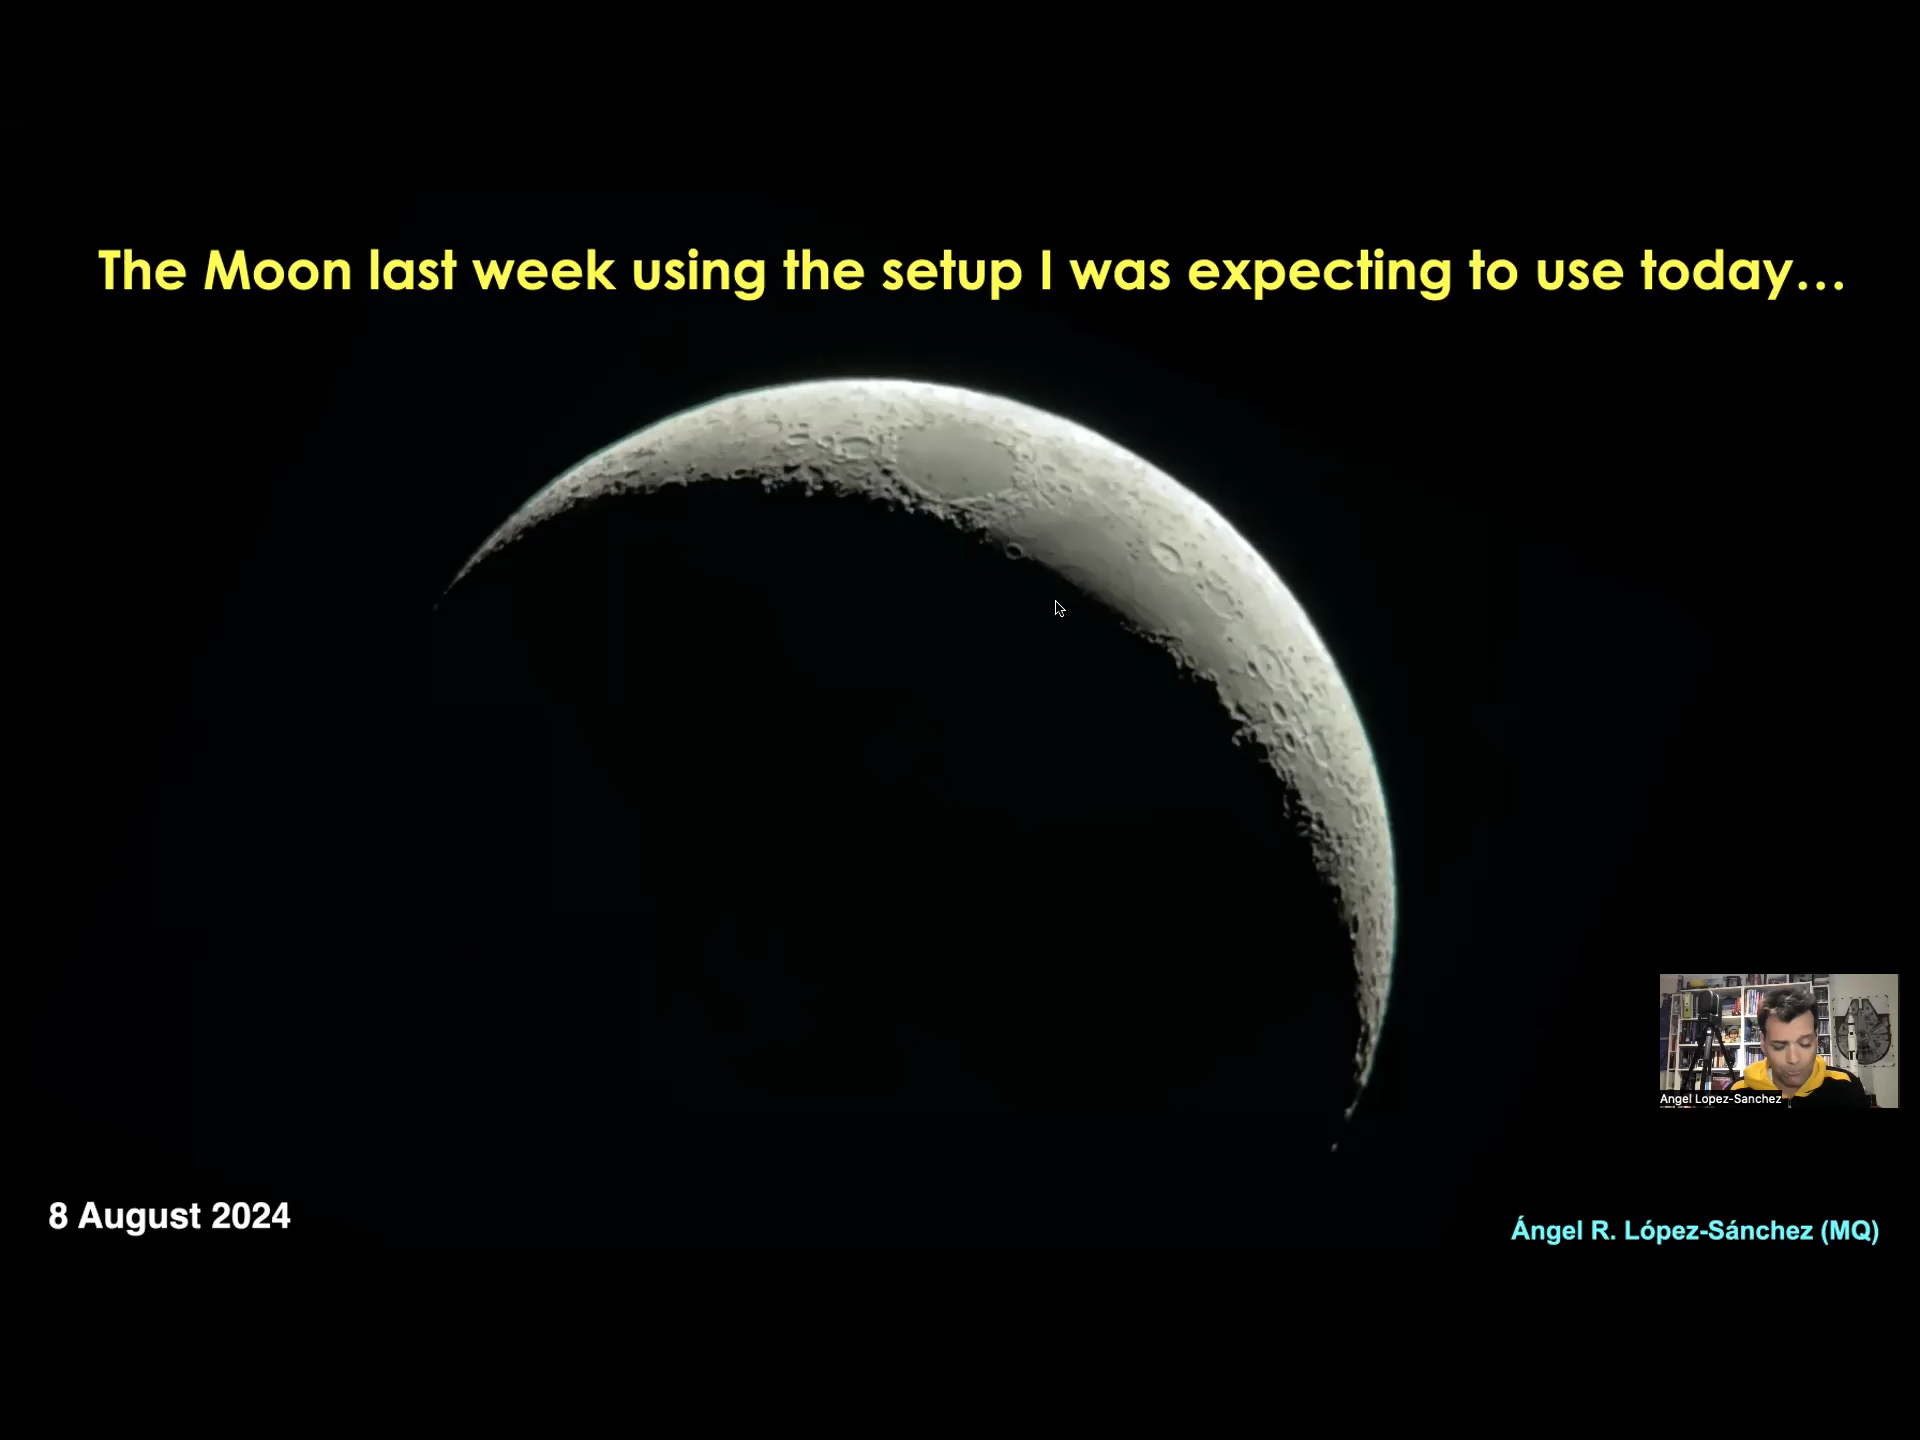 The Moon last week using the setup I was expecting to use today…
Angel Lopez-Sanchez
8 August 2024
Ángel R. López-Sánchez (MQ)